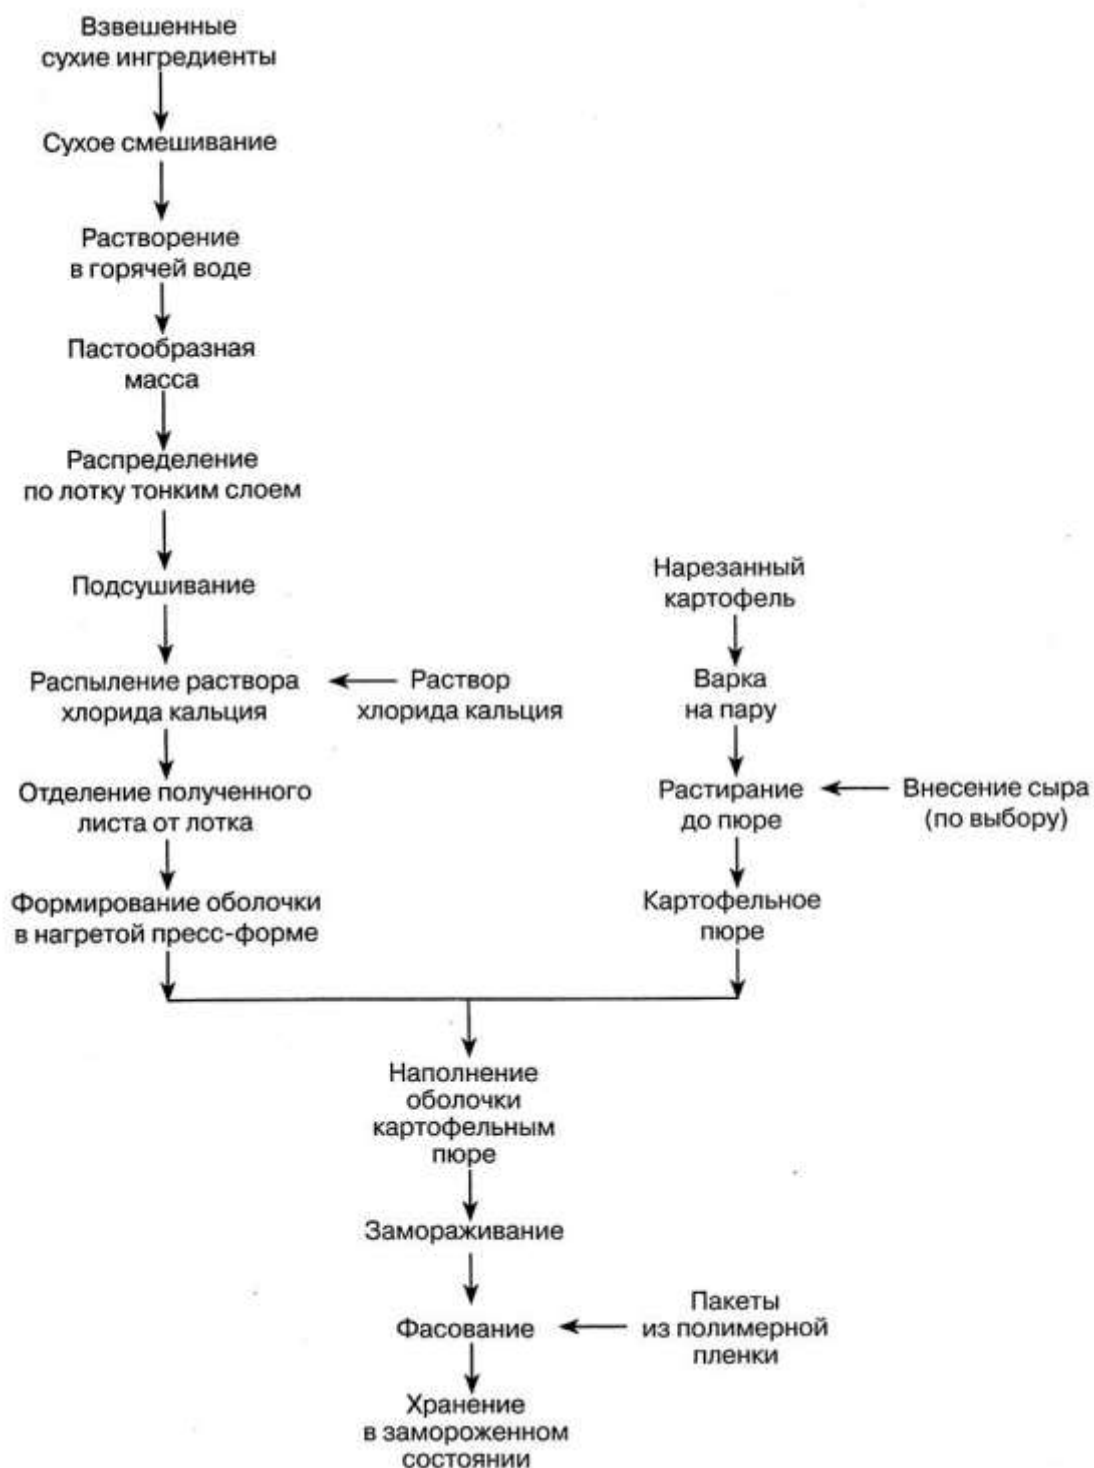 Взвешенные
сухие ингредиенты
Сухое смешивание
Растворение
в горячей воде
Пастообразная
масса
Распределение
по лотку тонким слоем
Подсушивание
Распыление раствора
хлорида кальция
Раствор
хлорида кальция
Отделение полученного
листа от лотка
Формирование оболочки
в нагретой пресс-форме
Нарезанный
картофель
Варка
на пару
Растирание
до пюре
Внесение сыра
(по выбору)
Картофельное
пюре
Наполнение
оболочки
картофельным
пюре
Замораживание
Фасование
Пакеты
из полимерной
пленки
Хранение
в замороженном
состоянии